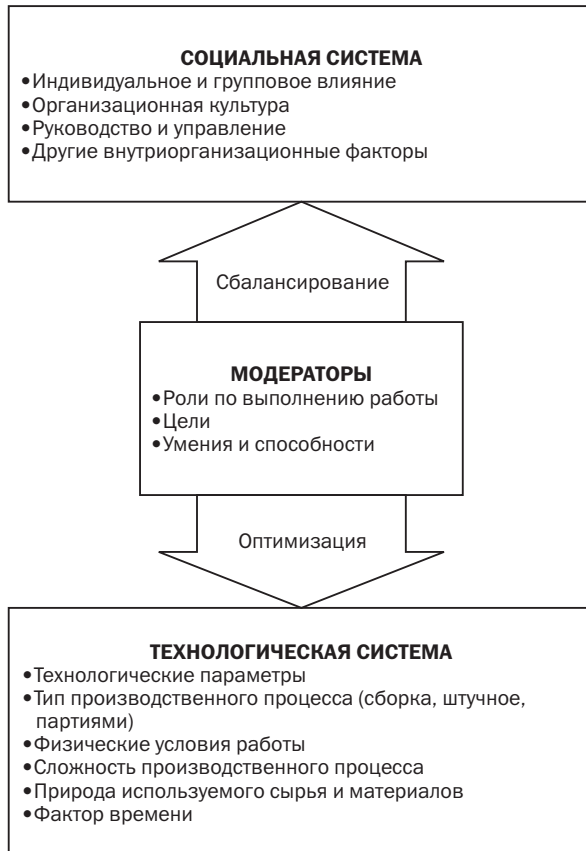 СОЦИАЛЬНАЯ СИСТЕМА
•Индивидуальное и групповое влияние
•Организационная культура
•Руководство и управление
•Другие внутриорганизационные факторы
Сбалансирование
МОДЕРАТОРЫ
•Роли по выполнению работы
•Цели
•Умения и способности
Оптимизация
ТЕХНОЛОГИЧЕСКАЯ СИСТЕМА
•Технологические параметры
•Тип производственного процесса (сборка, штучное,
партиями)
•Физические условия работы
•Сложность производственного процесса
•Природа используемого сырья и материалов
•Фактор времени